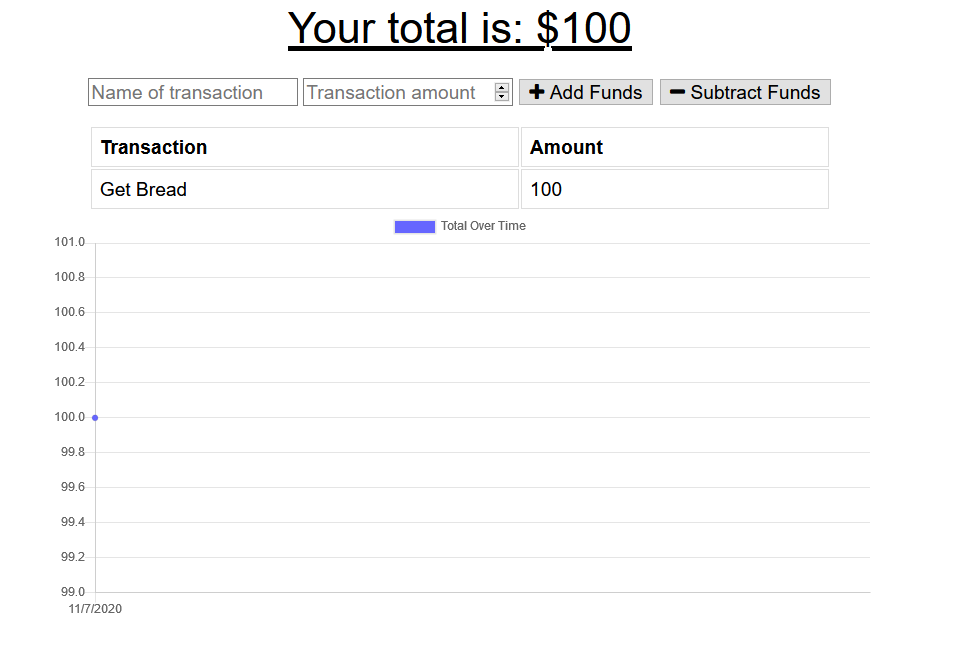 Your total is: $100
Name of transaction Transaction amount Add Funds Subtract Funds
Transaction Amount
Get Bread 100
Total Over Time
101.0
100.8
100.6
100.4
100.2
100.0
99.8
99.6
99.4
99.2
99.0
11/7/2020